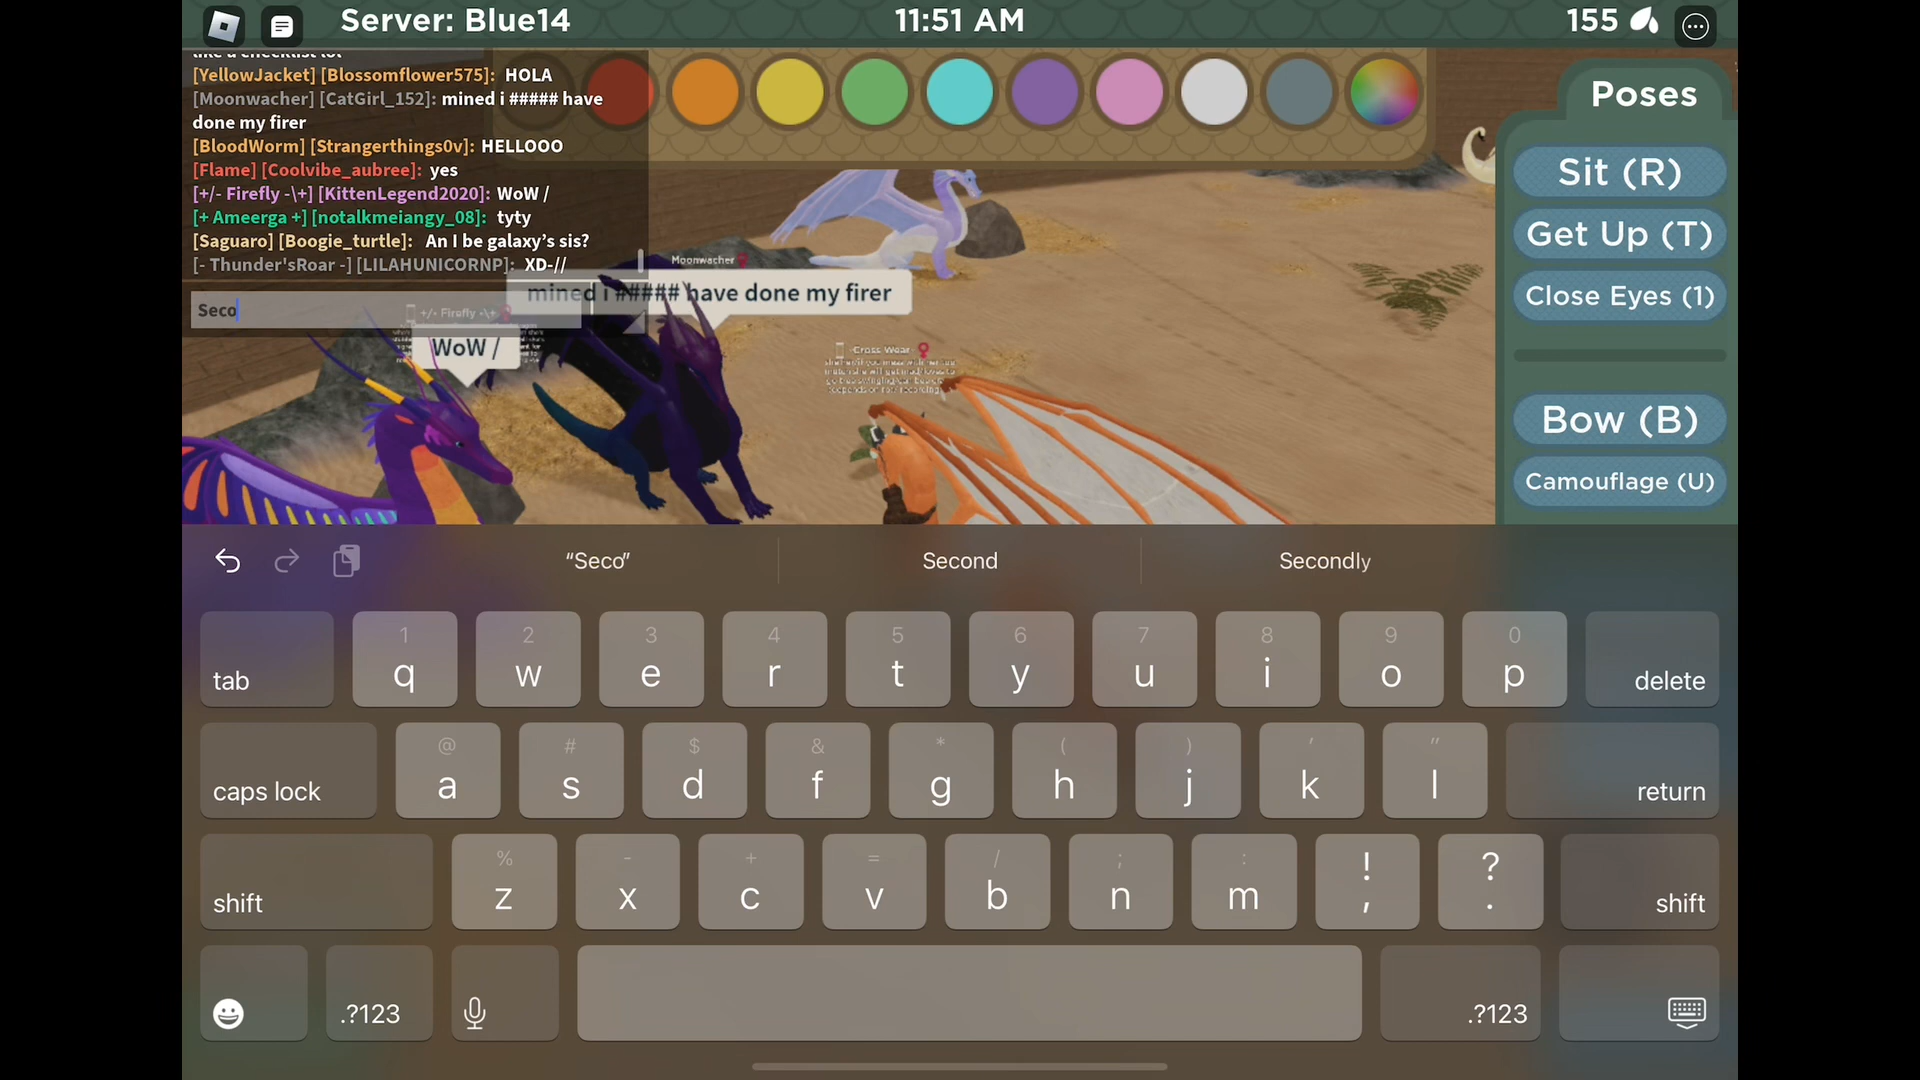 Server: Blue14
11:51 AM
155
[YellowJacket] [Blossomflower575]: HOLA
[Moonwacher] [CatGirl_152]: mined i ##### have
done my firer
[BloodWorm] [Strangerthings0v]: HELLOOO
[Flame] [Coolvibe_aubree]: yes
[+/- Firefly -\+] [KittenLegend2020]: WoW /
[+ Ameerga +] [notalkmeiangy_08]: tyty
[Saguaro] [Boogie_turtle]: An I be galaxy’s sis?
[- Thunder'sRoar -] [LILAHUNICORNP]: XD-//
Seco
Moonwacher
mined i ##### have done my firer
+/- Firefly -\+
WoW /
Cross Wear
Poses
Sit (R)
Get Up (T)
Close Eyes (1)
Bow (B)
Camouflage (U)
“Seco”
Second
Secondly
1 2 3 4 5 6 7 8 9 0
tab q w e r t y u i o p delete
@ # $ & * ( ) ' "
caps lock a s d f g h j k l return
% - + = / ; : ! ?
shift z x c v b n m , . shift
.?123
.?123